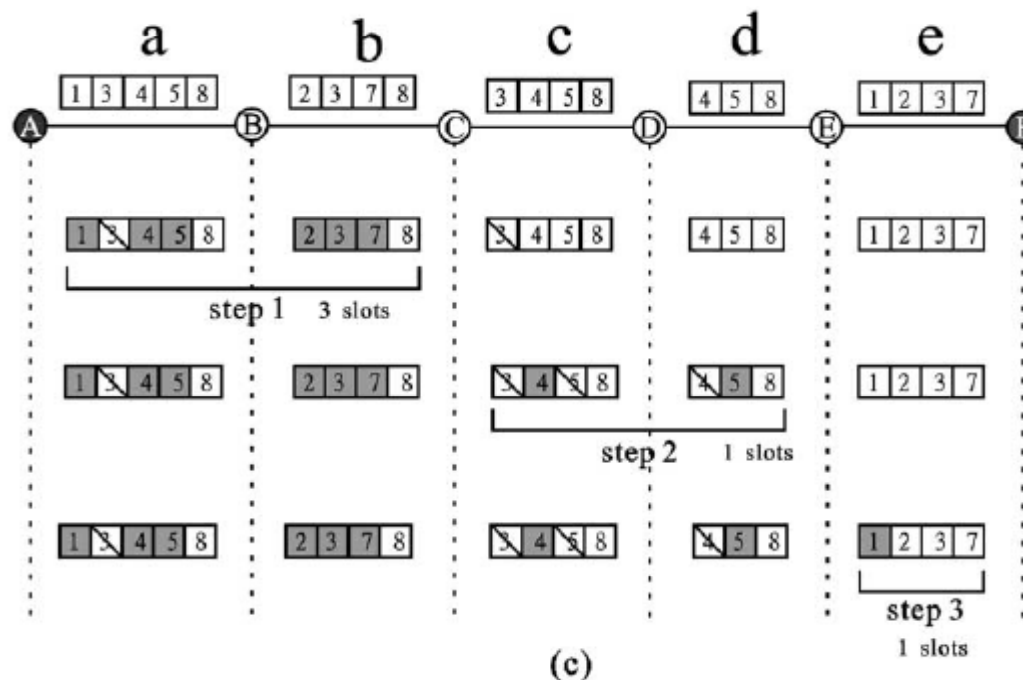 a b c d e
1 3 4 5 8 2 3 7 8 3 4 5 8 4 5 8 1 2 3 7
A B C D E
1 3 4 5 8 2 3 7 8 3 4 5 8 4 5 8 1 2 3 7
step 1 3 slots
1 3 4 5 8 2 3 7 8 3 4 5 8 4 5 8 1 2 3 7
step 2 1 slots
1 3 4 5 8 2 3 7 8 3 4 5 8 4 5 8 1 2 3 7
step 3
1 slots
(c)